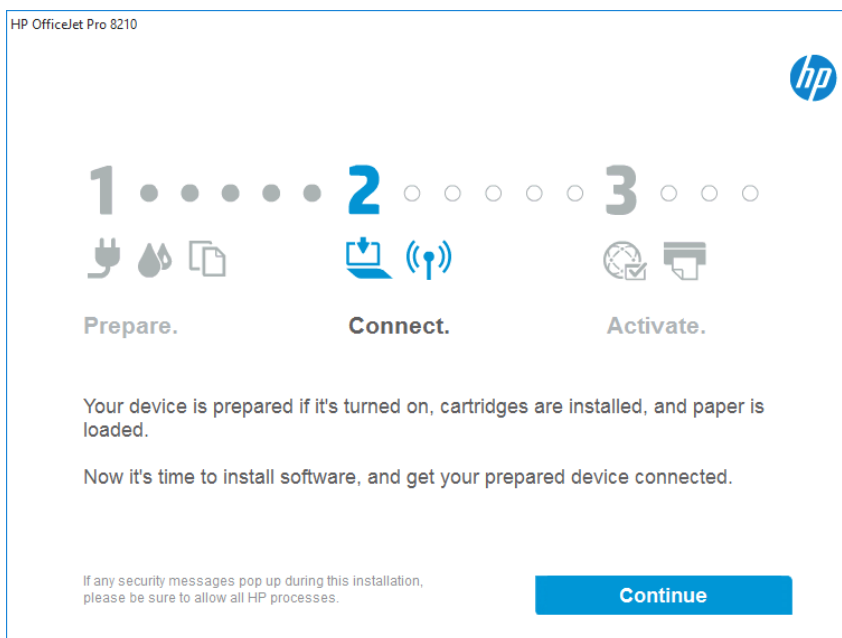 HP OfficeJet Pro 8210
hp
1 2 3
Prepare. Connect. Activate.
Your device is prepared if it's turned on, cartridges are installed, and paper is
loaded.
Now it's time to install software, and get your prepared device connected.
If any security messages pop up during this installation,
please be sure to allow all HP processes.
Continue